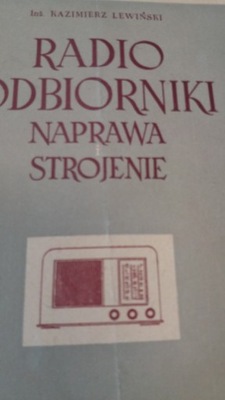 Inż. KAZIMIERZ LEWIŃSKI
RADIO
ODBIORNIKI
NAPRAWA
STROJENIE